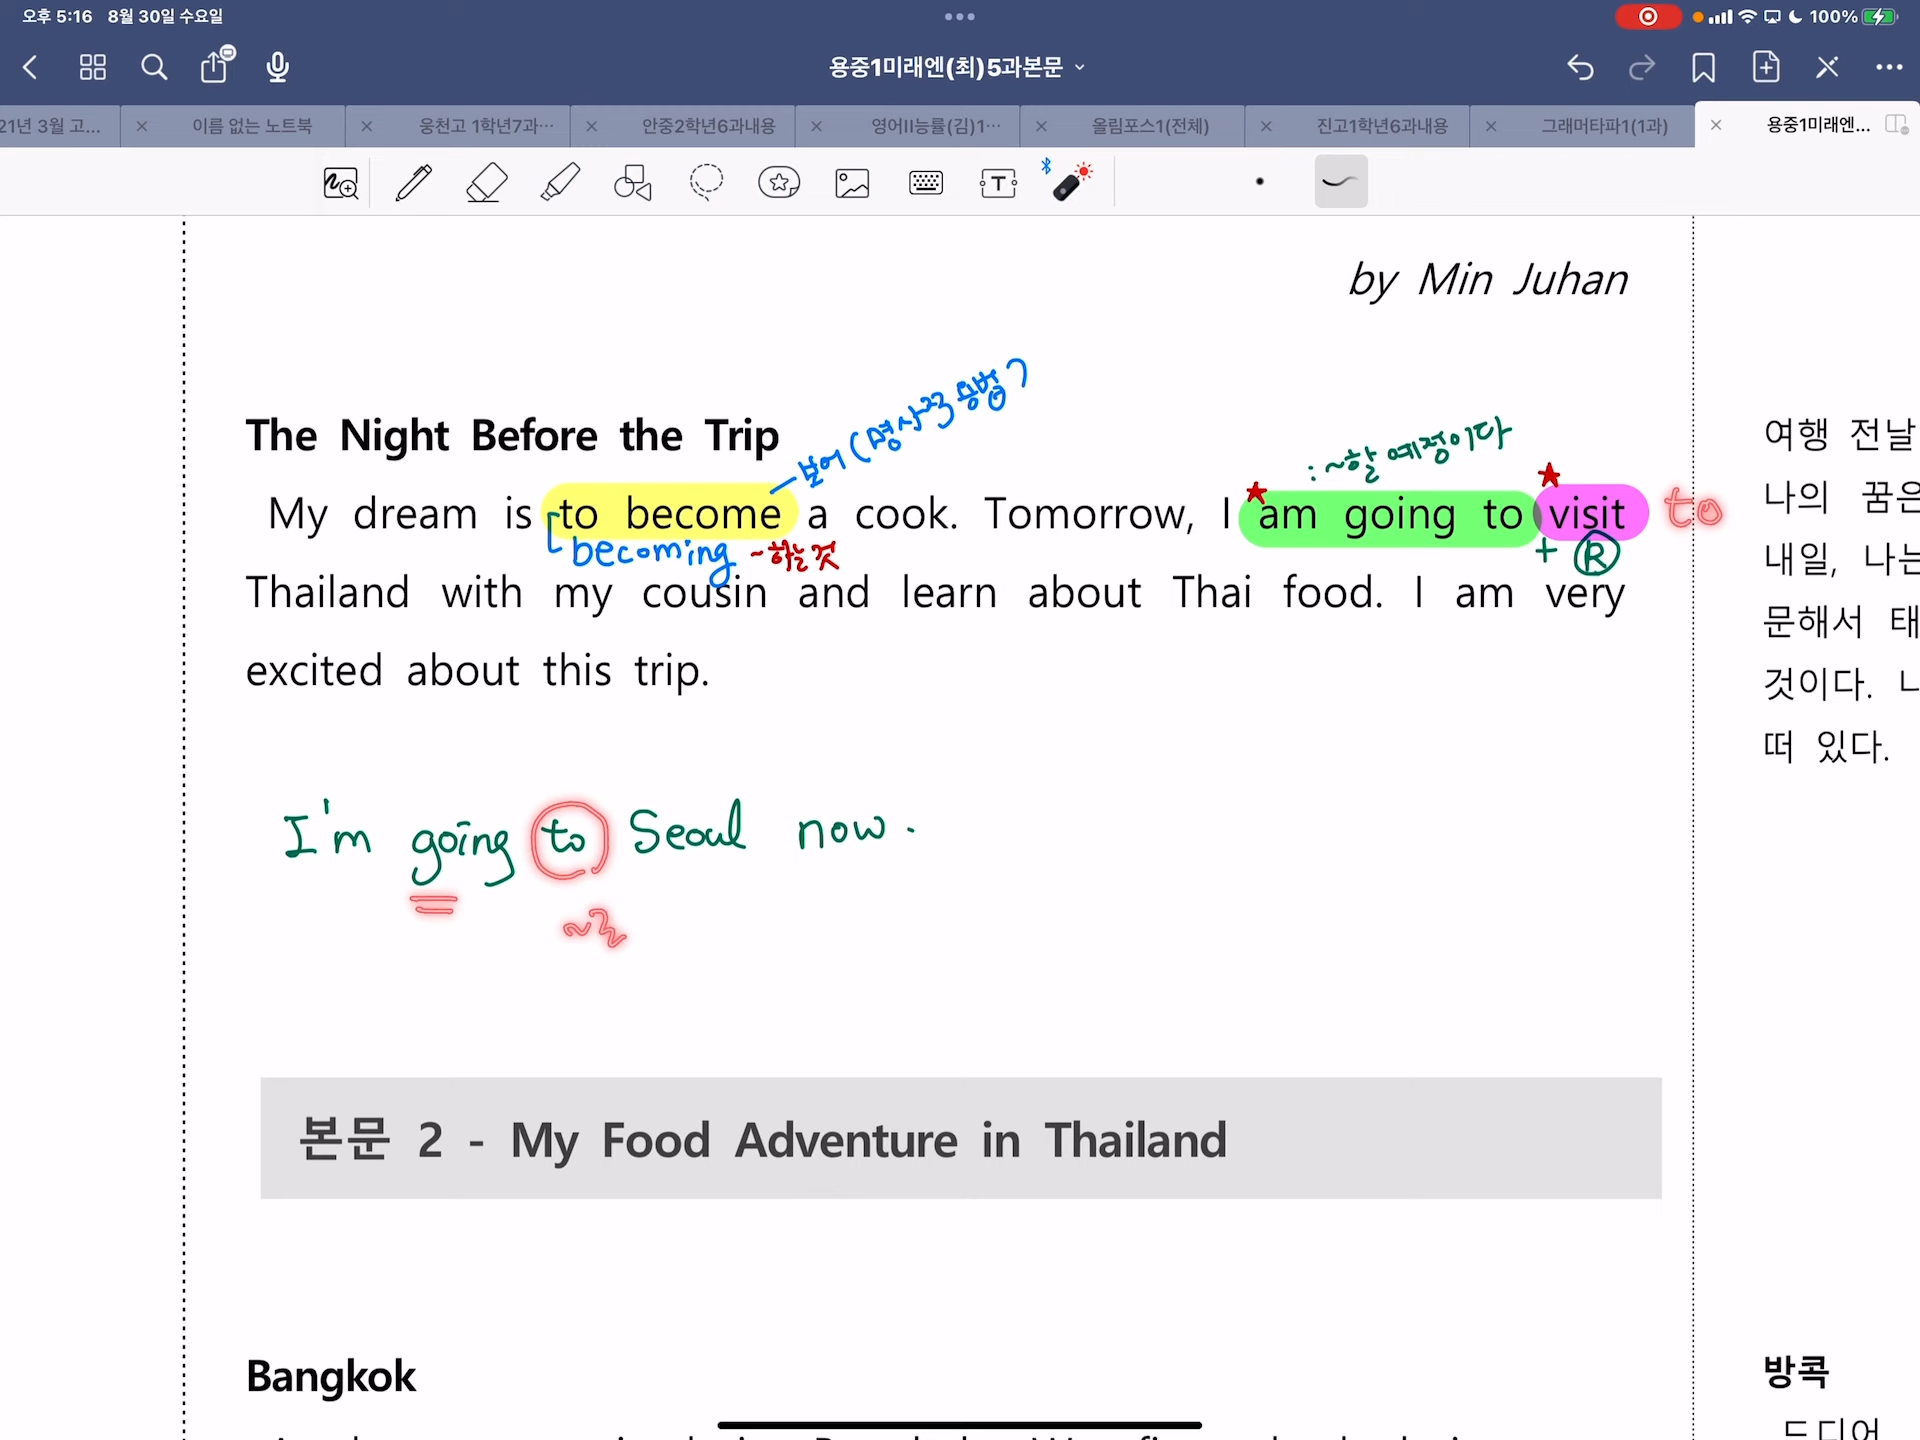 오후 5:16 8월 30일 수요일 100%
용중1미래엔(최)5과본문
21년 3월 고... 이름 없는 노트북 웅천고 1학년7과... 안중2학년6과내용 영어II능률(김)1... 올림포스1(전체) 진고1학년6과내용 그래머타파1(1과) 용중1미래엔...
by Min Juhan
The Night Before the Trip
보어(명사적 용법)
: ~할 예정이다
My dream is to become a cook. Tomorrow, I am going to visit to
becoming ~하는 것 + R
Thailand with my cousin and learn about Thai food. I am very
excited about this trip.
I'm going to Seoul now.
~로
본문 2 - My Food Adventure in Thailand
Bangkok
여행 전날
나의 꿈은
내일, 나는
문해서 태
것이다. 나
떠 있다.
방콕
드디어